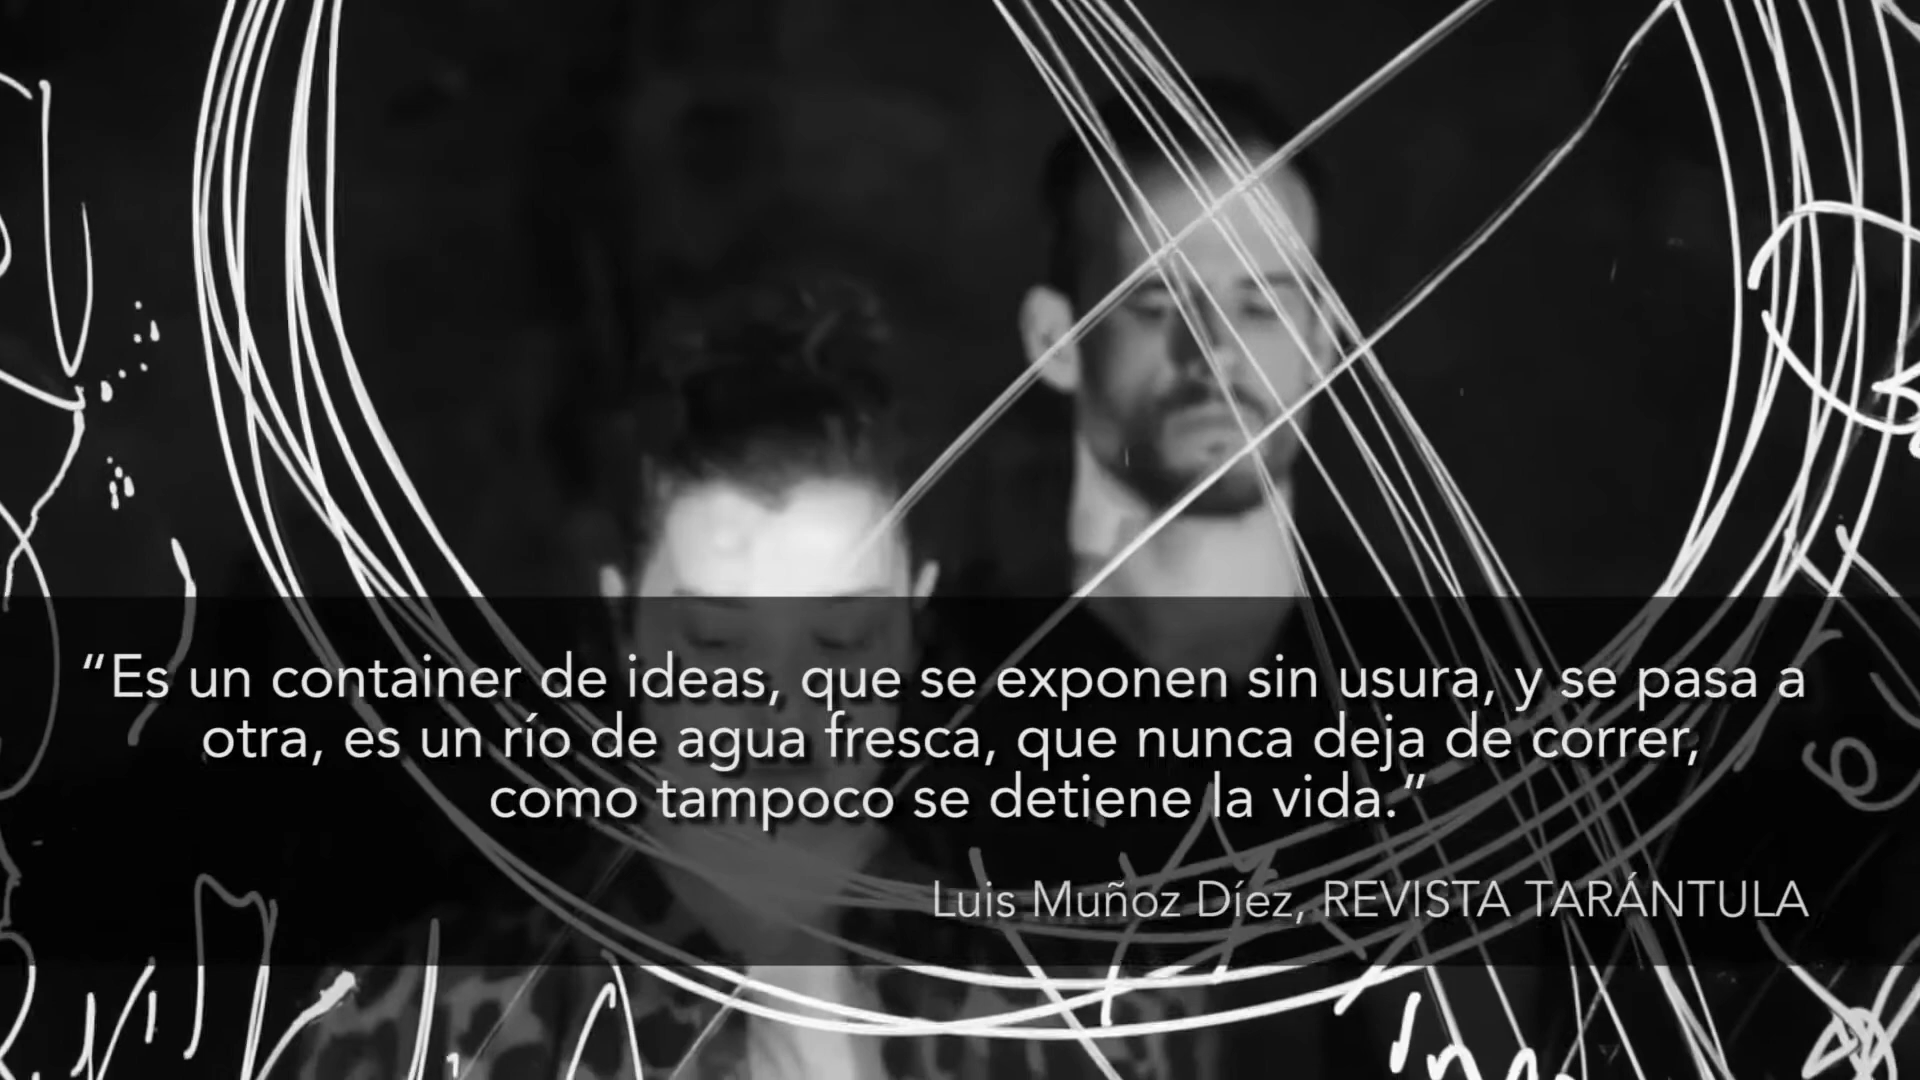 “Es un container de ideas, que se exponen sin usura, y se pasa a
otra, es un río de agua fresca, que nunca deja de correr,
como tampoco se detiene la vida.”
Luis Muñoz Díez, REVISTA TARÁNTULA